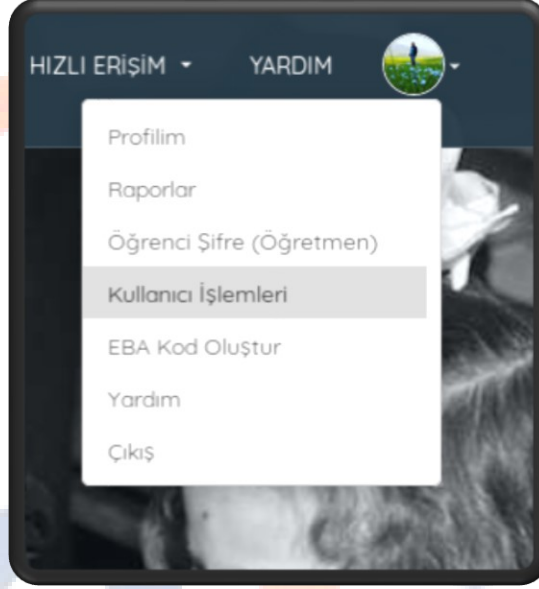 HIZLI ERİŞİM YARDIM
Profilim
Raporlar
Öğrenci Şifre (Öğretmen)
Kullanıcı İşlemleri
EBA Kod Oluştur
Yardım
Çıkış